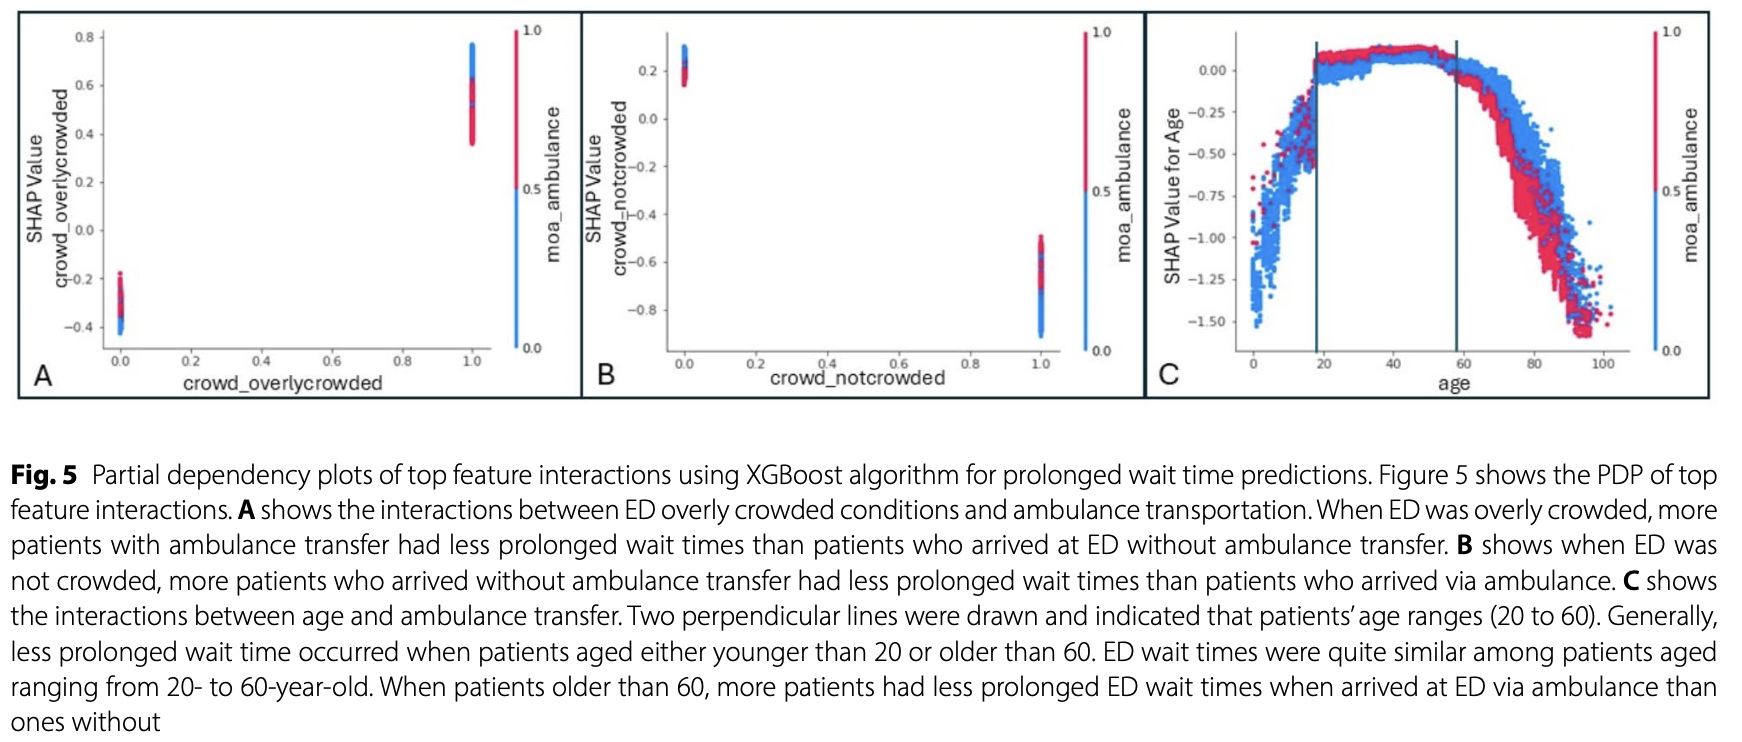 0.8
0.6
0.4
0.2
0.0
−0.2
−0.4
SHAP Value
crowd_overlycrowded
0.0 0.2 0.4 0.6 0.8 1.0
crowd_overlycrowded
A
1.0
0.5
0.0
moa_ambulance
0.2
0.0
−0.2
−0.4
−0.6
−0.8
SHAP Value
crowd_notcrowded
0.0 0.2 0.4 0.6 0.8 1.0
crowd_notcrowded
B
1.0
0.5
0.0
moa_ambulance
0.00
−0.25
−0.50
−0.75
−1.00
−1.25
−1.50
SHAP Value for Age
0 20 40 60 80 100
age
C
1.0
0.5
0.0
moa_ambulance
Fig. 5 Partial dependency plots of top feature interactions using XGBoost algorithm for prolonged wait time predictions. Figure 5 shows the PDP of top
feature interactions. A shows the interactions between ED overly crowded conditions and ambulance transportation. When ED was overly crowded, more
patients with ambulance transfer had less prolonged wait times than patients who arrived at ED without ambulance transfer. B shows when ED was
not crowded, more patients who arrived without ambulance transfer had less prolonged wait times than patients who arrived via ambulance. C shows
the interactions between age and ambulance transfer. Two perpendicular lines were drawn and indicated that patients’ age ranges (20 to 60). Generally,
less prolonged wait time occurred when patients aged either younger than 20 or older than 60. ED wait times were quite similar among patients aged
ranging from 20- to 60-year-old. When patients older than 60, more patients had less prolonged ED wait times when arrived at ED via ambulance than
ones without